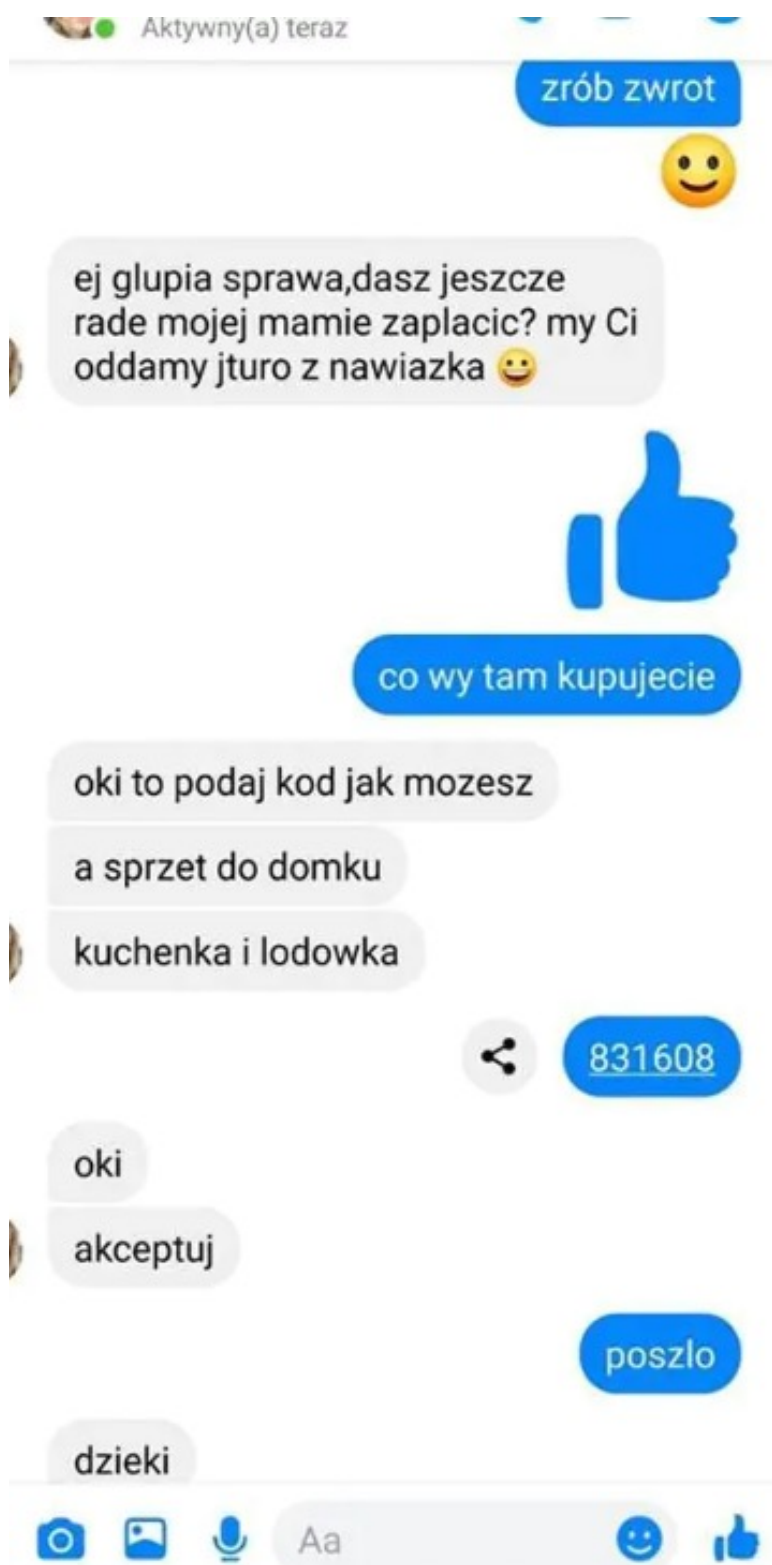 Aktywny(a) teraz
zrób zwrot
ej glupia sprawa,dasz jeszcze
rade mojej mamie zaplacic? my Ci
oddamy jturo z nawiazka
co wy tam kupujecie
oki to podaj kod jak mozesz
a sprzet do domku
kuchenka i lodowka
831608
oki
akceptuj
poszlo
dzieki
Aa